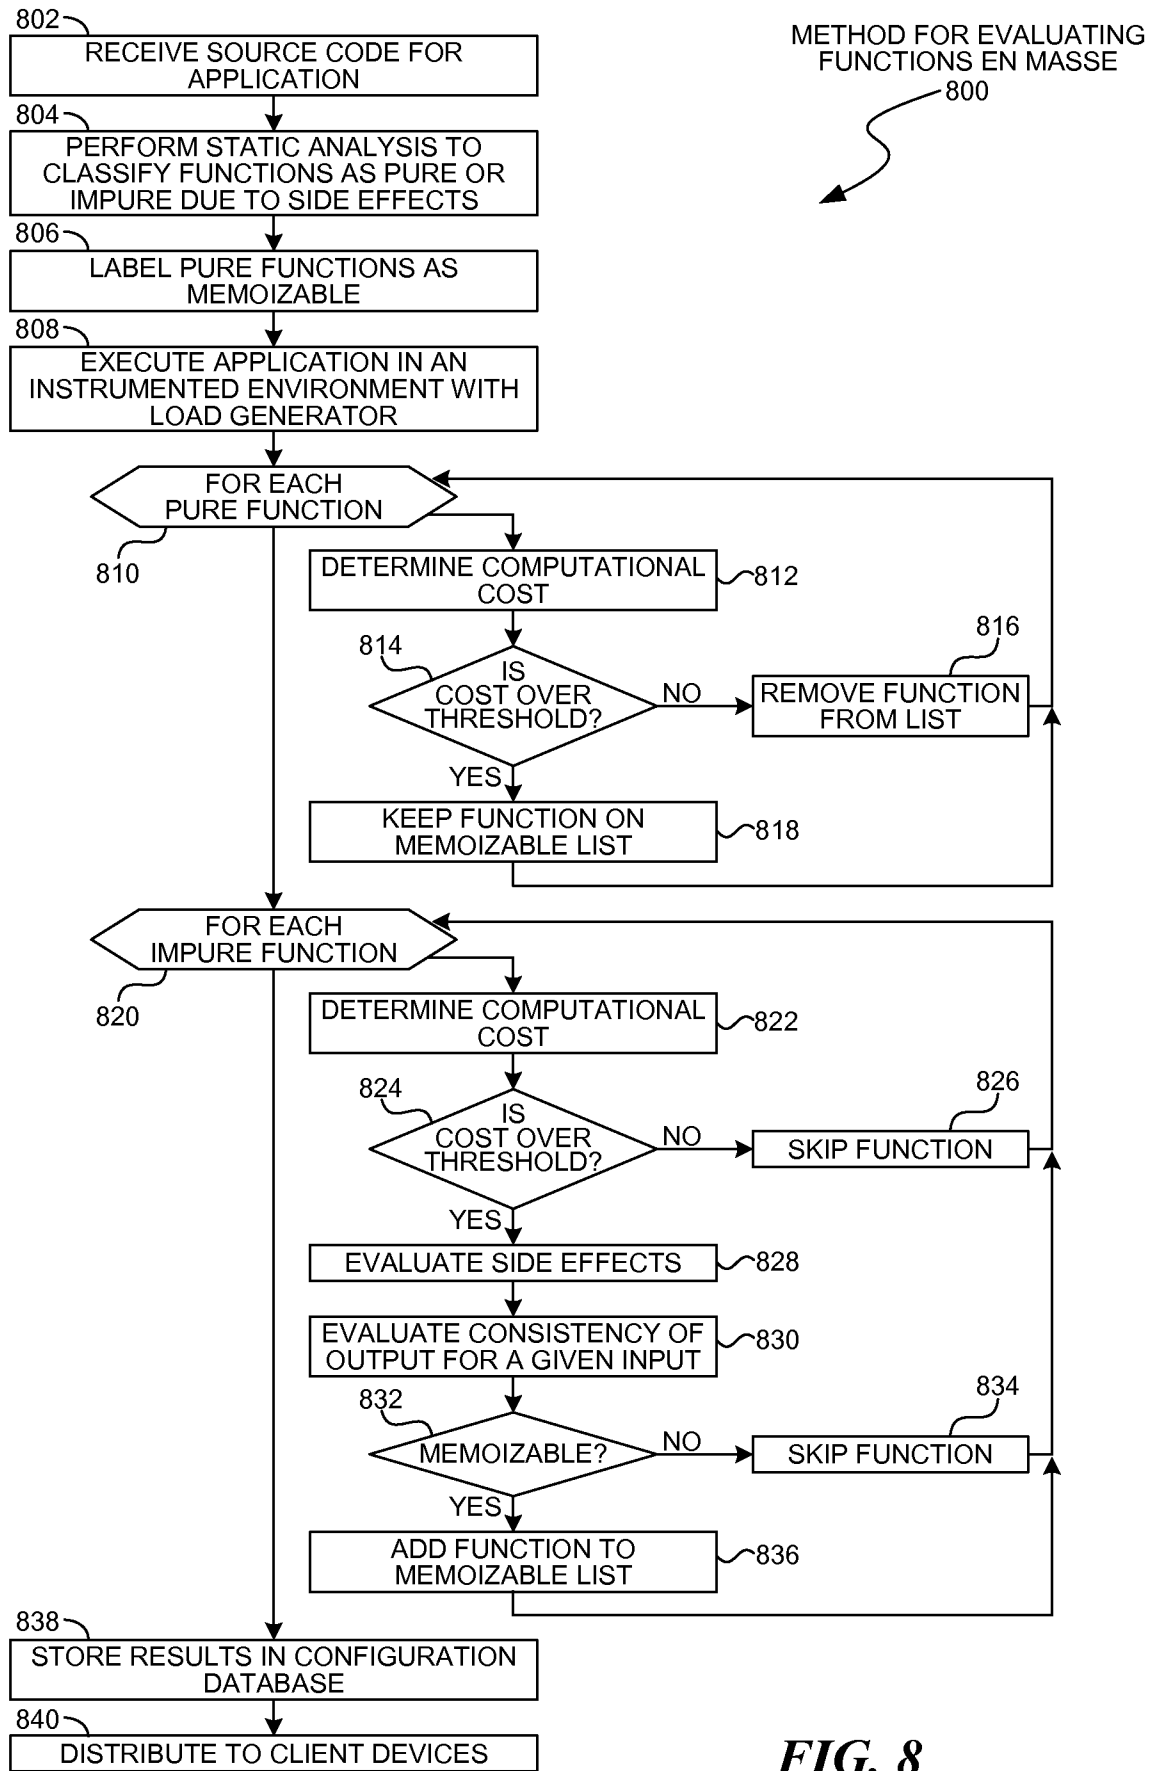 802
RECEIVE SOURCE CODE FOR
APPLICATION
METHOD FOR EVALUATING
FUNCTIONS EN MASSE
800
804
PERFORM STATIC ANALYSIS TO
CLASSIFY FUNCTIONS AS PURE OR
IMPURE DUE TO SIDE EFFECTS
806
LABEL PURE FUNCTIONS AS
MEMOIZABLE
808
EXECUTE APPLICATION IN AN
INSTRUMENTED ENVIRONMENT WITH
LOAD GENERATOR
FOR EACH
PURE FUNCTION
810
DETERMINE COMPUTATIONAL
COST
812
814
IS
COST OVER
THRESHOLD?
NO
816
REMOVE FUNCTION
FROM LIST
YES
KEEP FUNCTION ON
MEMOIZABLE LIST
818
FOR EACH
IMPURE FUNCTION
820
DETERMINE COMPUTATIONAL
COST
822
824
IS
COST OVER
THRESHOLD?
NO
826
SKIP FUNCTION
YES
EVALUATE SIDE EFFECTS
828
EVALUATE CONSISTENCY OF
OUTPUT FOR A GIVEN INPUT
830
832
MEMOIZABLE?
NO
834
SKIP FUNCTION
YES
ADD FUNCTION TO
MEMOIZABLE LIST
836
838
STORE RESULTS IN CONFIGURATION
DATABASE
840
DISTRIBUTE TO CLIENT DEVICES
FIG. 8